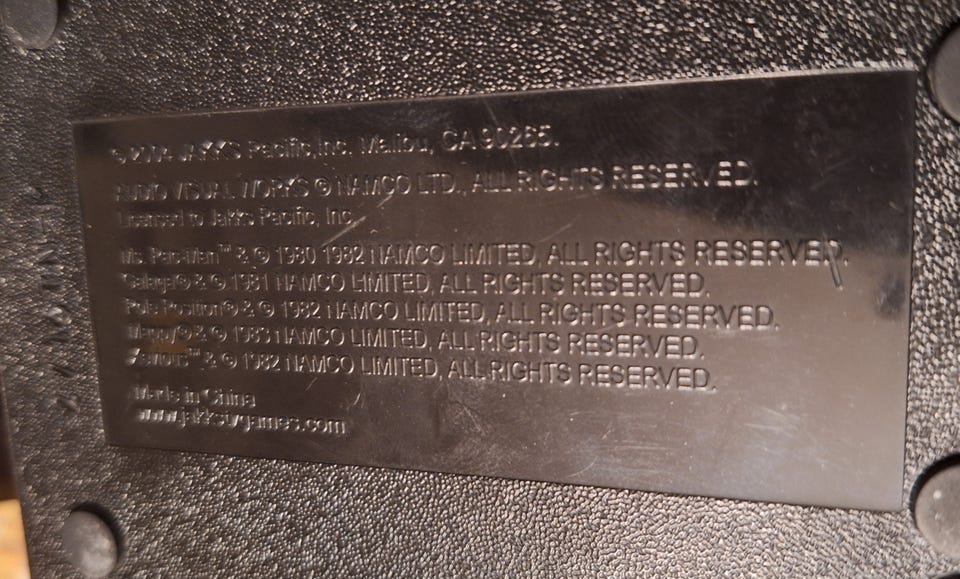 JAKKS Pacific, Inc. Malibu, CA 90265.
AUDIO VISUAL WORKS © NAMCO LTD., ALL RIGHTS RESERVED.
Licensed to Jakks Pacific, Inc.
Ms. Pac-Man™ & © 1980 1982 NAMCO LIMITED, ALL RIGHTS RESERVED.
Galaga® & © 1981 NAMCO LIMITED, ALL RIGHTS RESERVED.
Pole Position® & © 1982 NAMCO LIMITED, ALL RIGHTS RESERVED.
& © 1983 NAMCO LIMITED, ALL RIGHTS RESERVED.
Xevious™ & © 1982 NAMCO LIMITED, ALL RIGHTS RESERVED.
Made in China
www.jakkstvgames.com